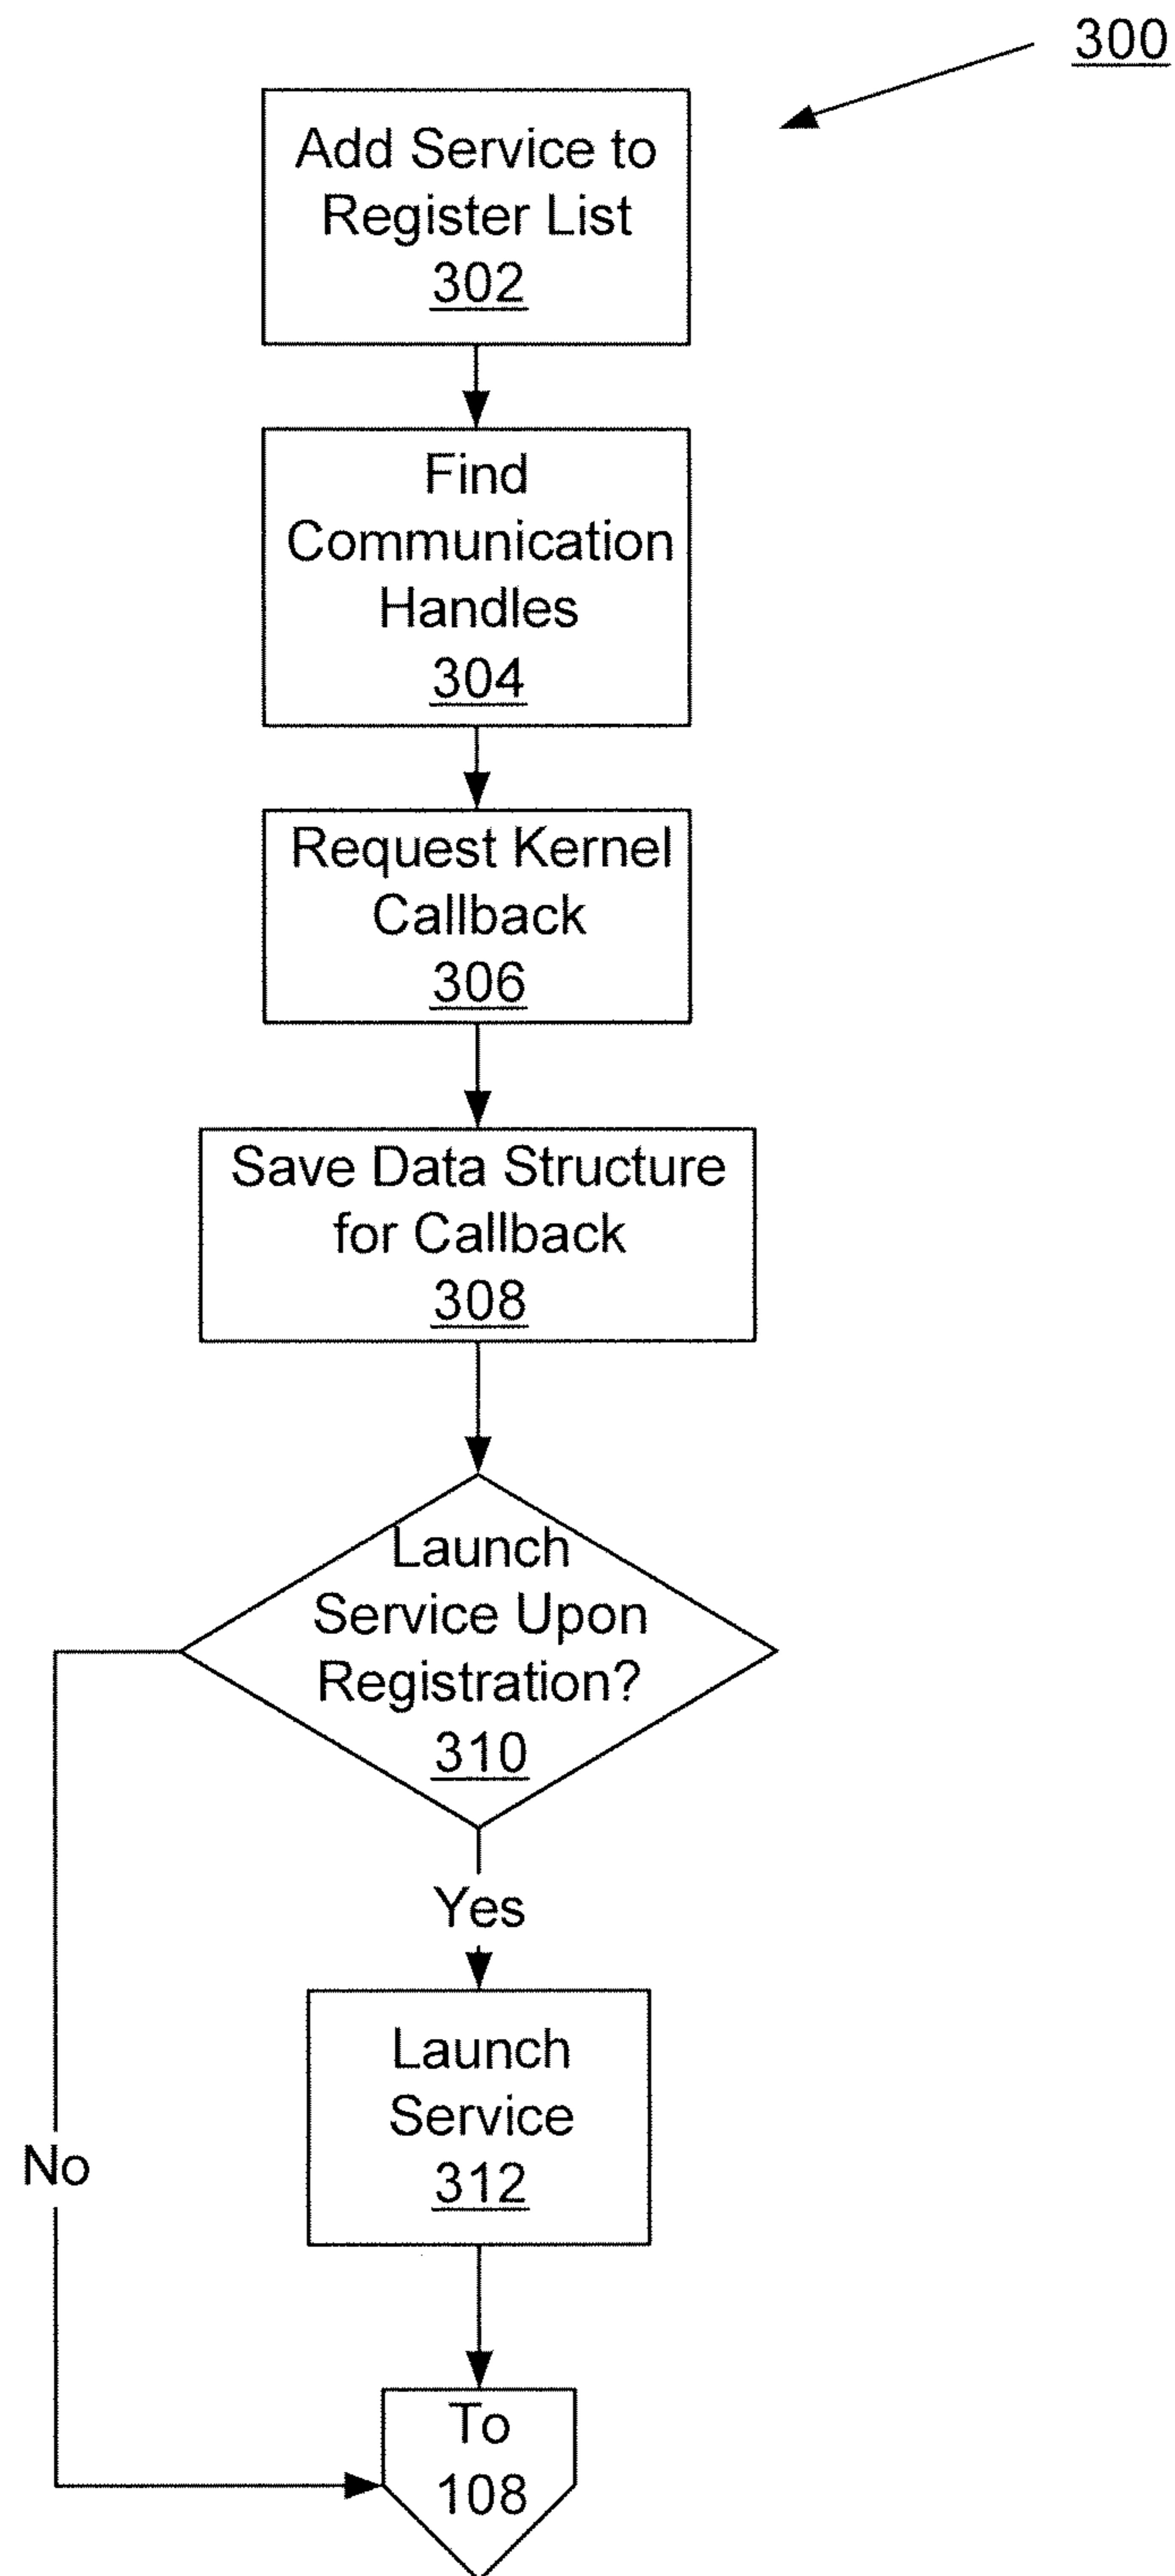 300
Add Service to
Register List
302
Find
Communication
Handles
304
Request Kernel
Callback
306
Save Data Structure
for Callback
308
Launch
Service Upon
Registration?
310
Yes
Launch
Service
312
No
To
108